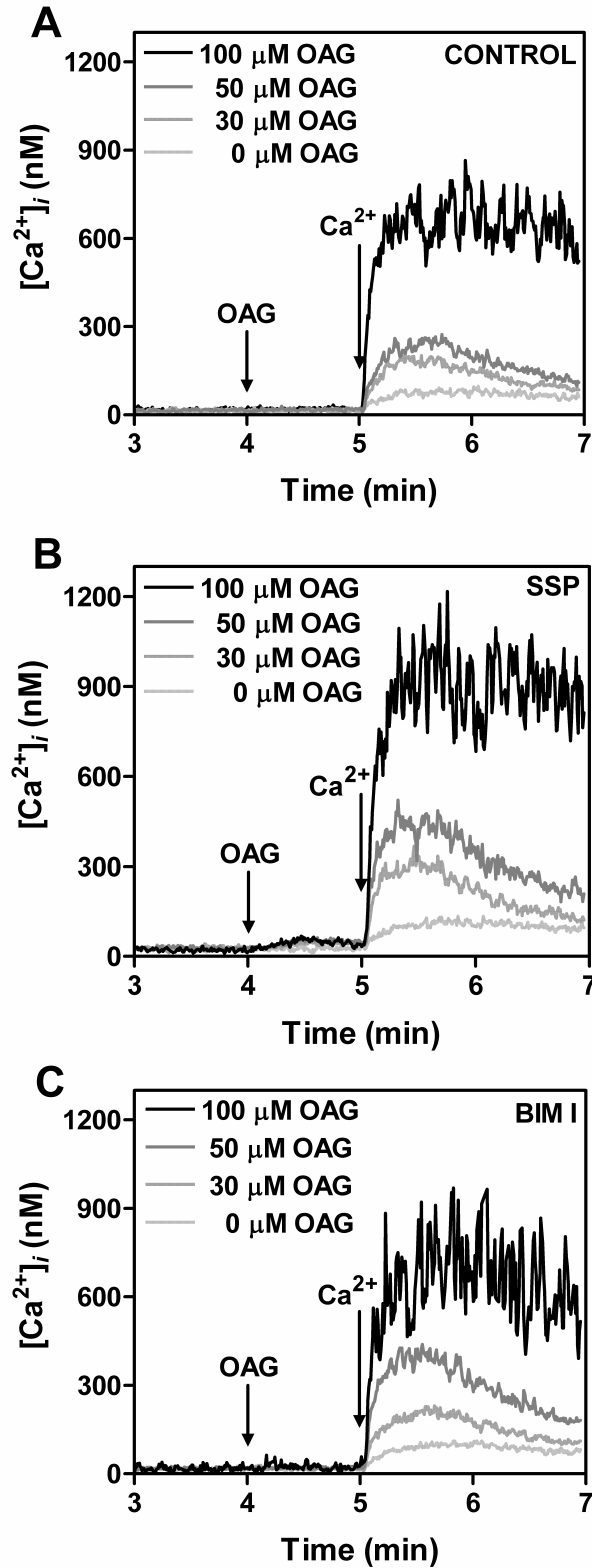 A
100 μM OAG
CONTROL
50 μM OAG
30 μM OAG
0 μM OAG
1200
900
600
300
0
[Ca²⁺]ᵢ (nM)
Ca²⁺
OAG
3 4 5 6 7
Time (min)
B
100 μM OAG
SSP
50 μM OAG
30 μM OAG
0 μM OAG
1200
900
600
300
0
[Ca²⁺]ᵢ (nM)
Ca²⁺
OAG
3 4 5 6 7
Time (min)
C
100 μM OAG
BIM I
50 μM OAG
30 μM OAG
0 μM OAG
1200
900
600
300
0
[Ca²⁺]ᵢ (nM)
Ca²⁺
OAG
3 4 5 6 7
Time (min)